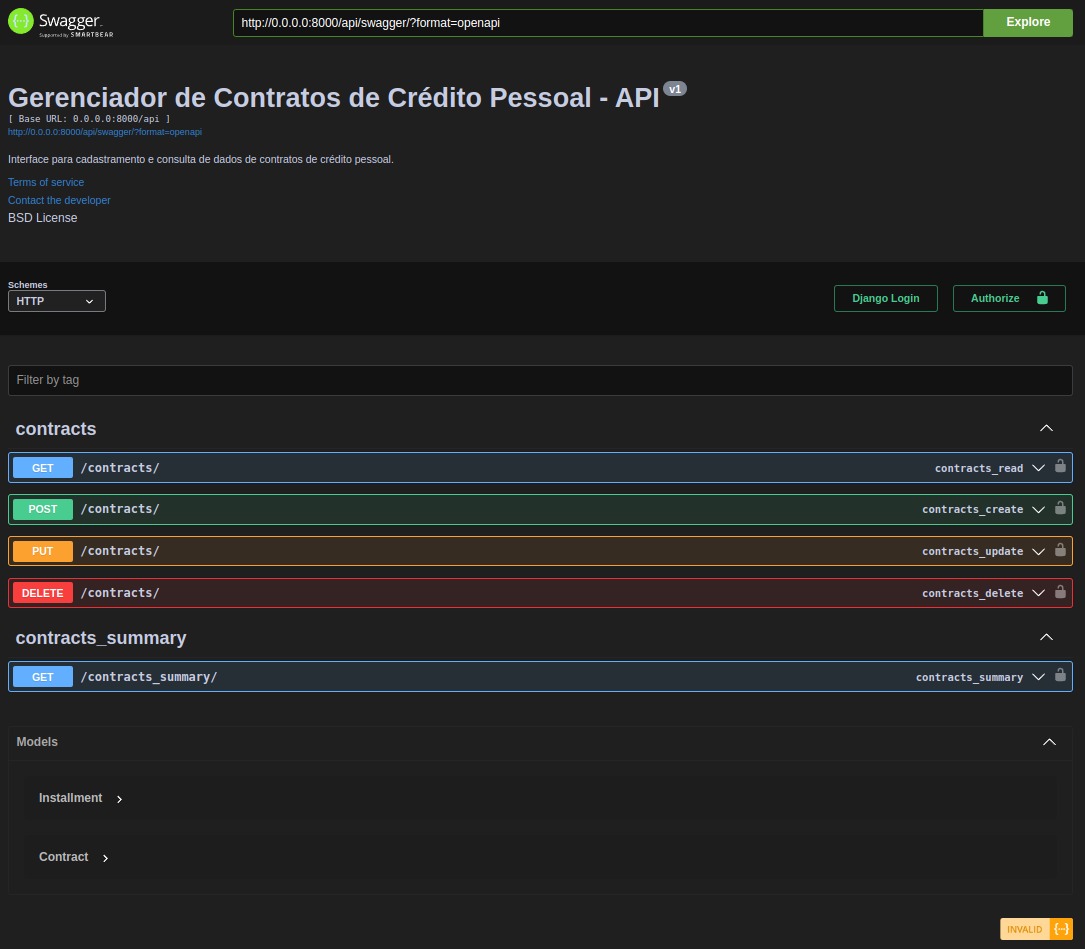 {···} Swagger
Supported by SMARTBEAR
http://0.0.0.0:8000/api/swagger/?format=openapi
Explore
Gerenciador de Contratos de Crédito Pessoal - API v1
[ Base URL: 0.0.0.0:8000/api ]
http://0.0.0.0:8000/api/swagger/?format=openapi
Interface para cadastramento e consulta de dados de contratos de crédito pessoal.
Terms of service
Contact the developer
BSD License
Schemes
HTTP
Django Login
Authorize
Filter by tag
contracts
GET /contracts/ contracts_read
POST /contracts/ contracts_create
PUT /contracts/ contracts_update
DELETE /contracts/ contracts_delete
contracts_summary
GET /contracts_summary/ contracts_summary
Models
Installment
Contract
INVALID {···}